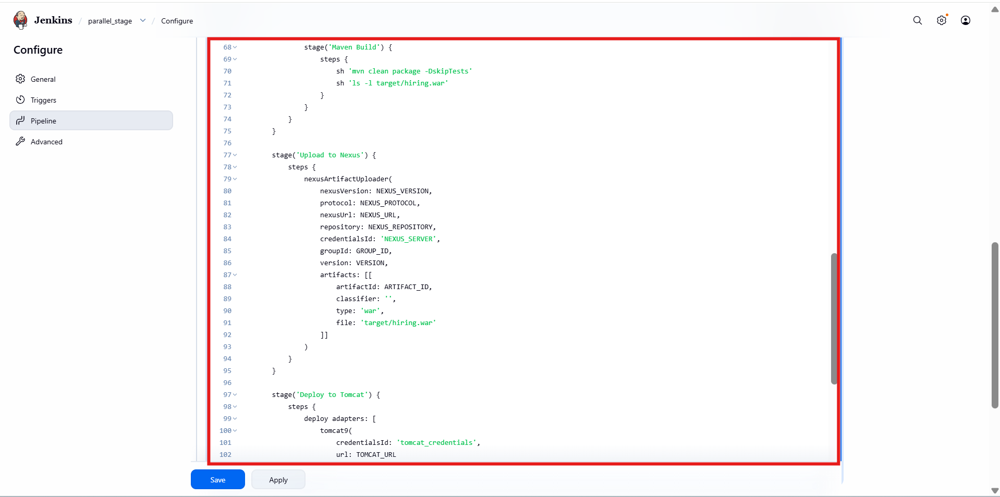 Jenkins / parallel_stage / Configure
Configure
General
Triggers
Pipeline
Advanced
68 stage('Maven Build') {
69 steps {
70 sh 'mvn clean package -DskipTests'
71 sh 'ls -l target/hiring.war'
72 }
73 }
74 }
75 }
76
77 stage('Upload to Nexus') {
78 steps {
79 nexusArtifactUploader(
80 nexusVersion: NEXUS_VERSION,
81 protocol: NEXUS_PROTOCOL,
82 nexusUrl: NEXUS_URL,
83 repository: NEXUS_REPOSITORY,
84 credentialsId: 'NEXUS_SERVER',
85 groupId: GROUP_ID,
86 version: VERSION,
87 artifacts: [[
88 artifactId: ARTIFACT_ID,
89 classifier: '',
90 type: 'war',
91 file: 'target/hiring.war'
92 ]]
93 )
94 }
95 }
96
97 stage('Deploy to Tomcat') {
98 steps {
99 deploy adapters: [
100 tomcat9(
101 credentialsId: 'tomcat_credentials',
102 url: TOMCAT_URL
Save Apply